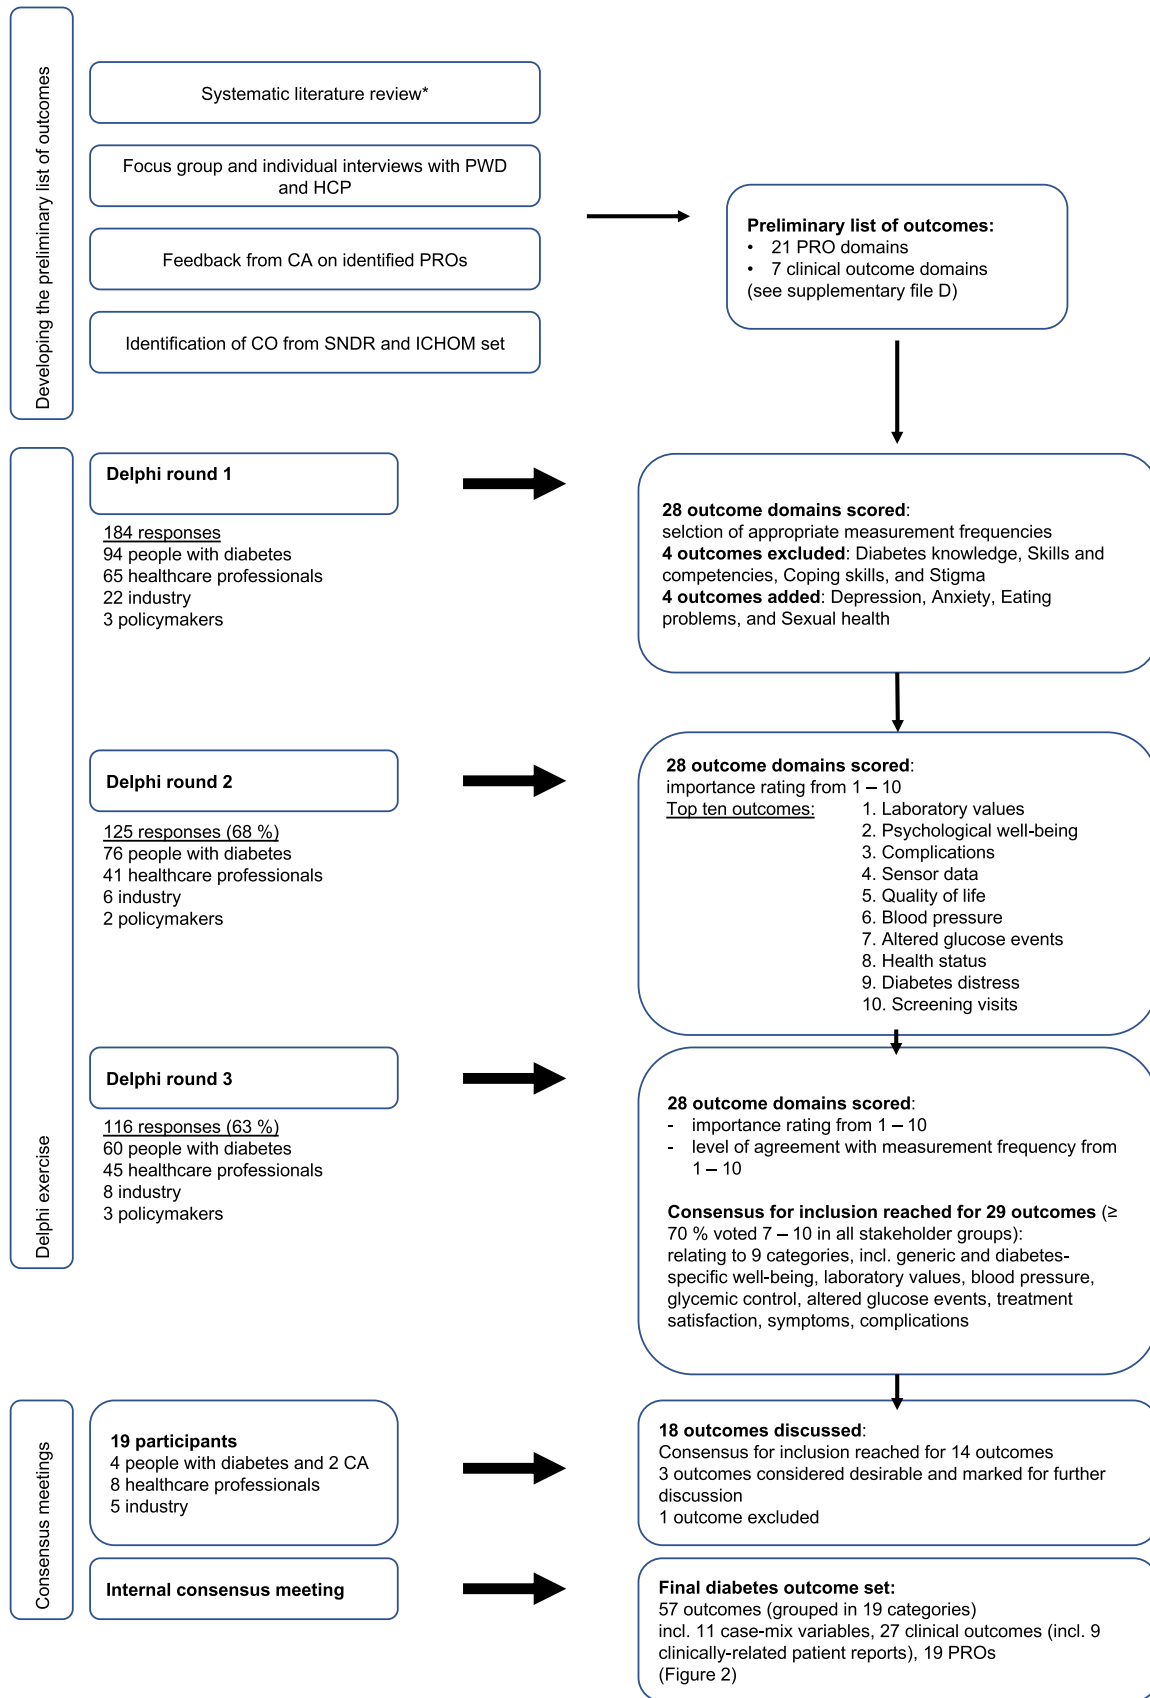 Developing the preliminary list of outcomes
Systematic literature review*
Focus group and individual interviews with PWD
and HCP
Feedback from CA on identified PROs
Identification of CO from SNDR and ICHOM set
Preliminary list of outcomes:
• 21 PRO domains
• 7 clinical outcome domains
(see supplementary file D)
Delphi exercise
Delphi round 1
184 responses
94 people with diabetes
65 healthcare professionals
22 industry
3 policymakers
28 outcome domains scored:
selction of appropriate measurement frequencies
4 outcomes excluded: Diabetes knowledge, Skills and
competencies, Coping skills, and Stigma
4 outcomes added: Depression, Anxiety, Eating
problems, and Sexual health
Delphi round 2
125 responses (68 %)
76 people with diabetes
41 healthcare professionals
6 industry
2 policymakers
28 outcome domains scored:
importance rating from 1 – 10
Top ten outcomes:
1. Laboratory values
2. Psychological well-being
3. Complications
4. Sensor data
5. Quality of life
6. Blood pressure
7. Altered glucose events
8. Health status
9. Diabetes distress
10. Screening visits
Delphi round 3
116 responses (63 %)
60 people with diabetes
45 healthcare professionals
8 industry
3 policymakers
28 outcome domains scored:
- importance rating from 1 – 10
- level of agreement with measurement frequency from
1 – 10
Consensus for inclusion reached for 29 outcomes (≥
70 % voted 7 – 10 in all stakeholder groups):
relating to 9 categories, incl. generic and diabetes-
specific well-being, laboratory values, blood pressure,
glycemic control, altered glucose events, treatment
satisfaction, symptoms, complications
Consensus meetings
19 participants
4 people with diabetes and 2 CA
8 healthcare professionals
5 industry
18 outcomes discussed:
Consensus for inclusion reached for 14 outcomes
3 outcomes considered desirable and marked for further
discussion
1 outcome excluded
Internal consensus meeting
Final diabetes outcome set:
57 outcomes (grouped in 19 categories)
incl. 11 case-mix variables, 27 clinical outcomes (incl. 9
clinically-related patient reports), 19 PROs
(Figure 2)